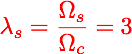 λ_s = Ω_s / Ω_c = 3